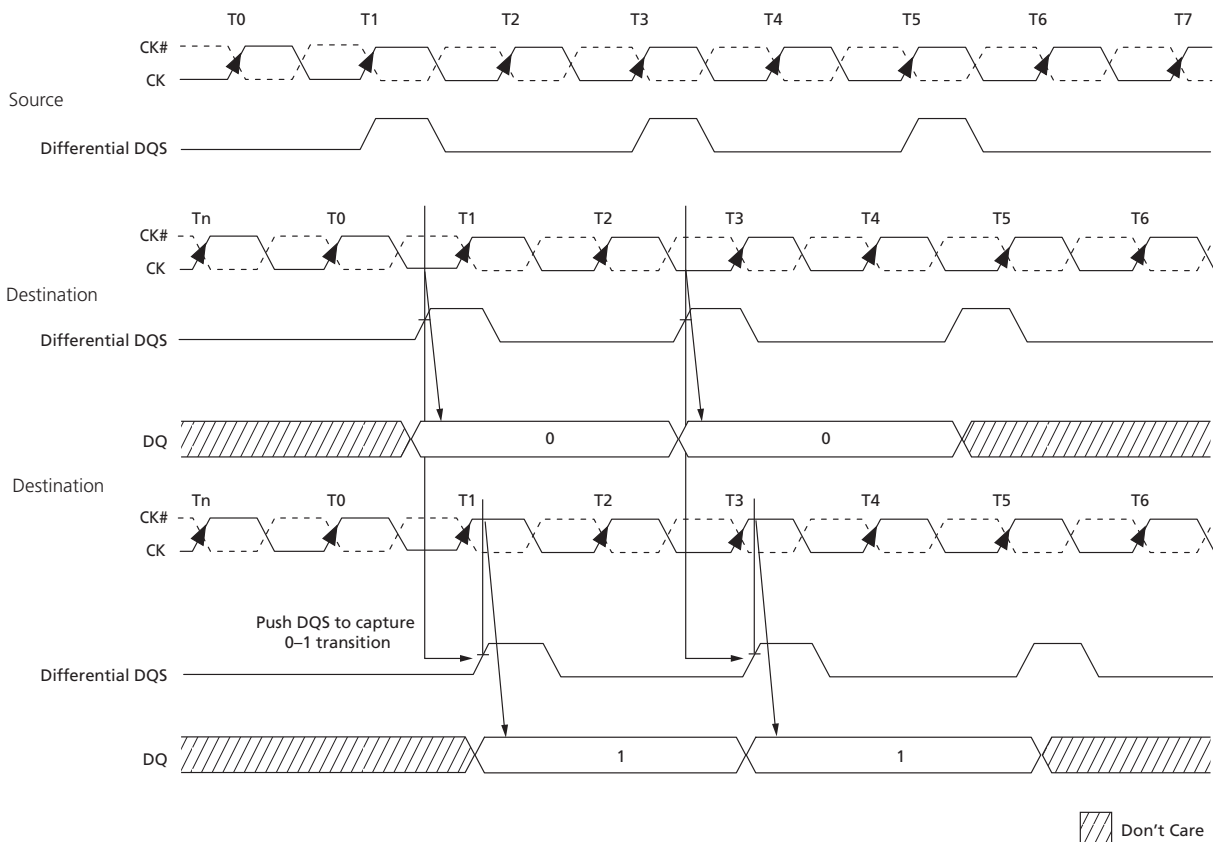 T0 T1 T2 T3 T4 T5 T6 T7
CK#
CK
Source
Differential DQS
Tn T0 T1 T2 T3 T4 T5 T6
CK#
CK
Destination
Differential DQS
DQ 0 0
Destination
Tn T0 T1 T2 T3 T4 T5 T6
CK#
CK
Push DQS to capture
0–1 transition
Differential DQS
DQ 1 1
Don't Care